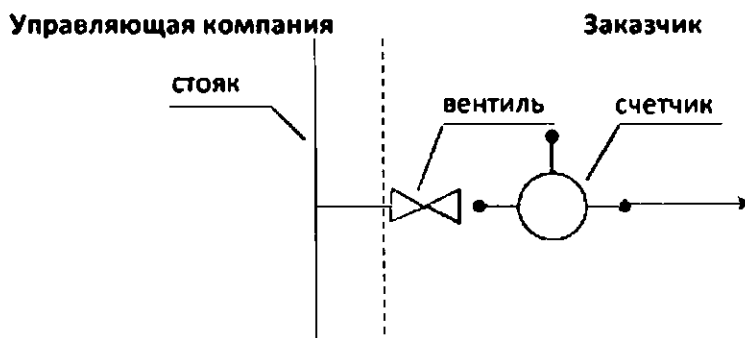 Управляющая компания
Заказчик
стояк
вентиль
счетчик